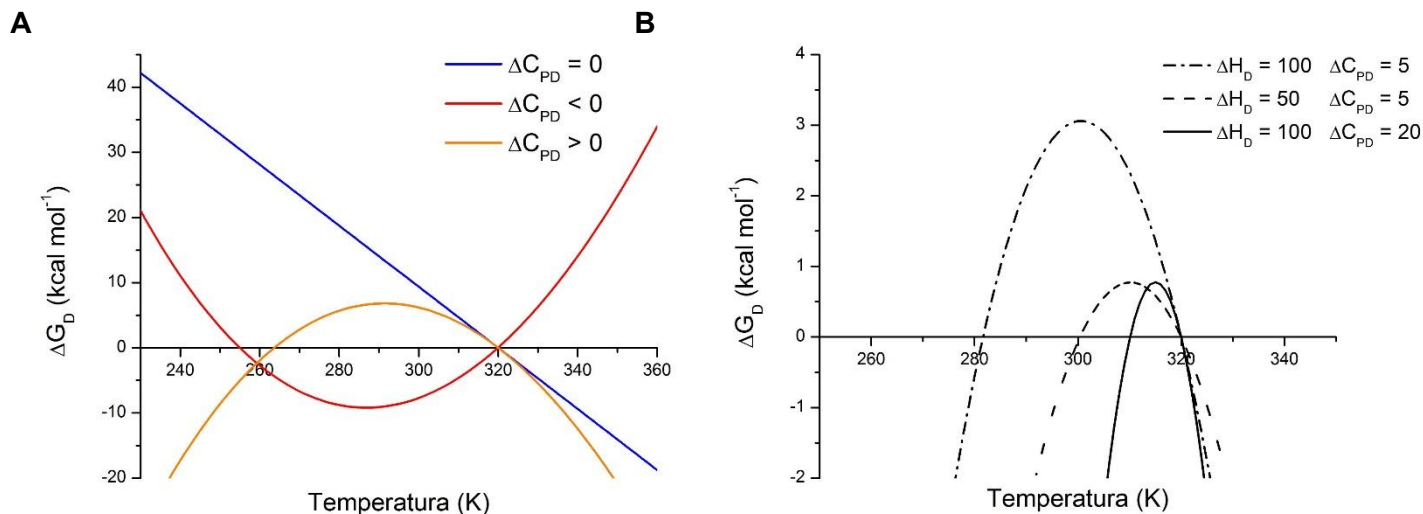 A
B
ΔC_PD = 0
ΔC_PD < 0
ΔC_PD > 0
ΔG_D (kcal mol⁻¹)
40
30
20
10
0
-10
-20
240 260 280 300 320 340 360
Temperatura (K)
ΔH_D = 100 ΔC_PD = 5
ΔH_D = 50 ΔC_PD = 5
ΔH_D = 100 ΔC_PD = 20
ΔG_D (kcal mol⁻¹)
4
3
2
1
0
-1
-2
260 280 300 320 340
Temperatura (K)